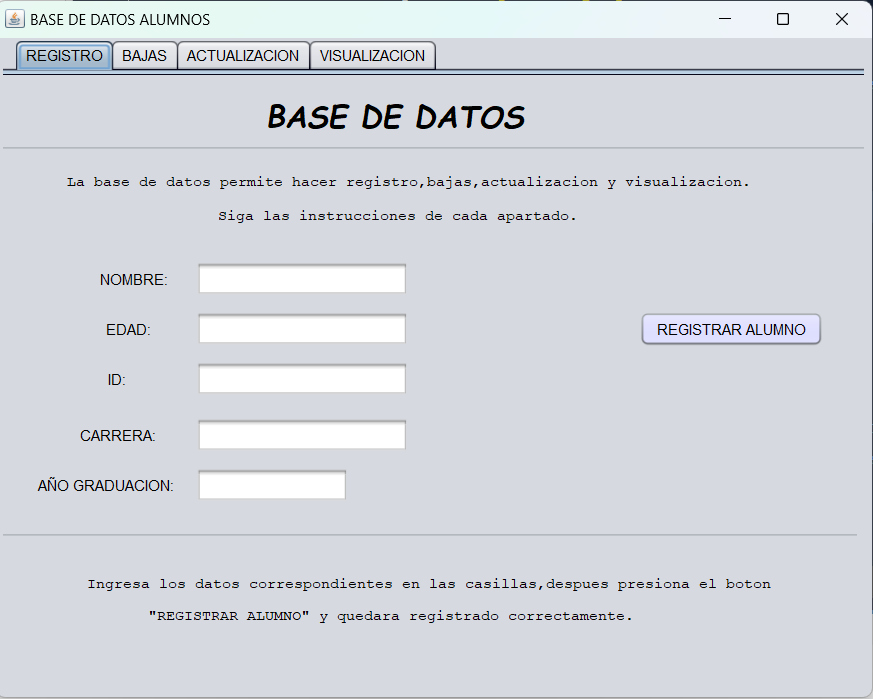 BASE DE DATOS ALUMNOS
REGISTRO BAJAS ACTUALIZACION VISUALIZACION
BASE DE DATOS
La base de datos permite hacer registro,bajas,actualizacion y visualizacion.
Siga las instrucciones de cada apartado.
NOMBRE:
EDAD:
REGISTRAR ALUMNO
ID:
CARRERA:
AÑO GRADUACION:
Ingresa los datos correspondientes en las casillas,despues presiona el boton
"REGISTRAR ALUMNO" y quedara registrado correctamente.